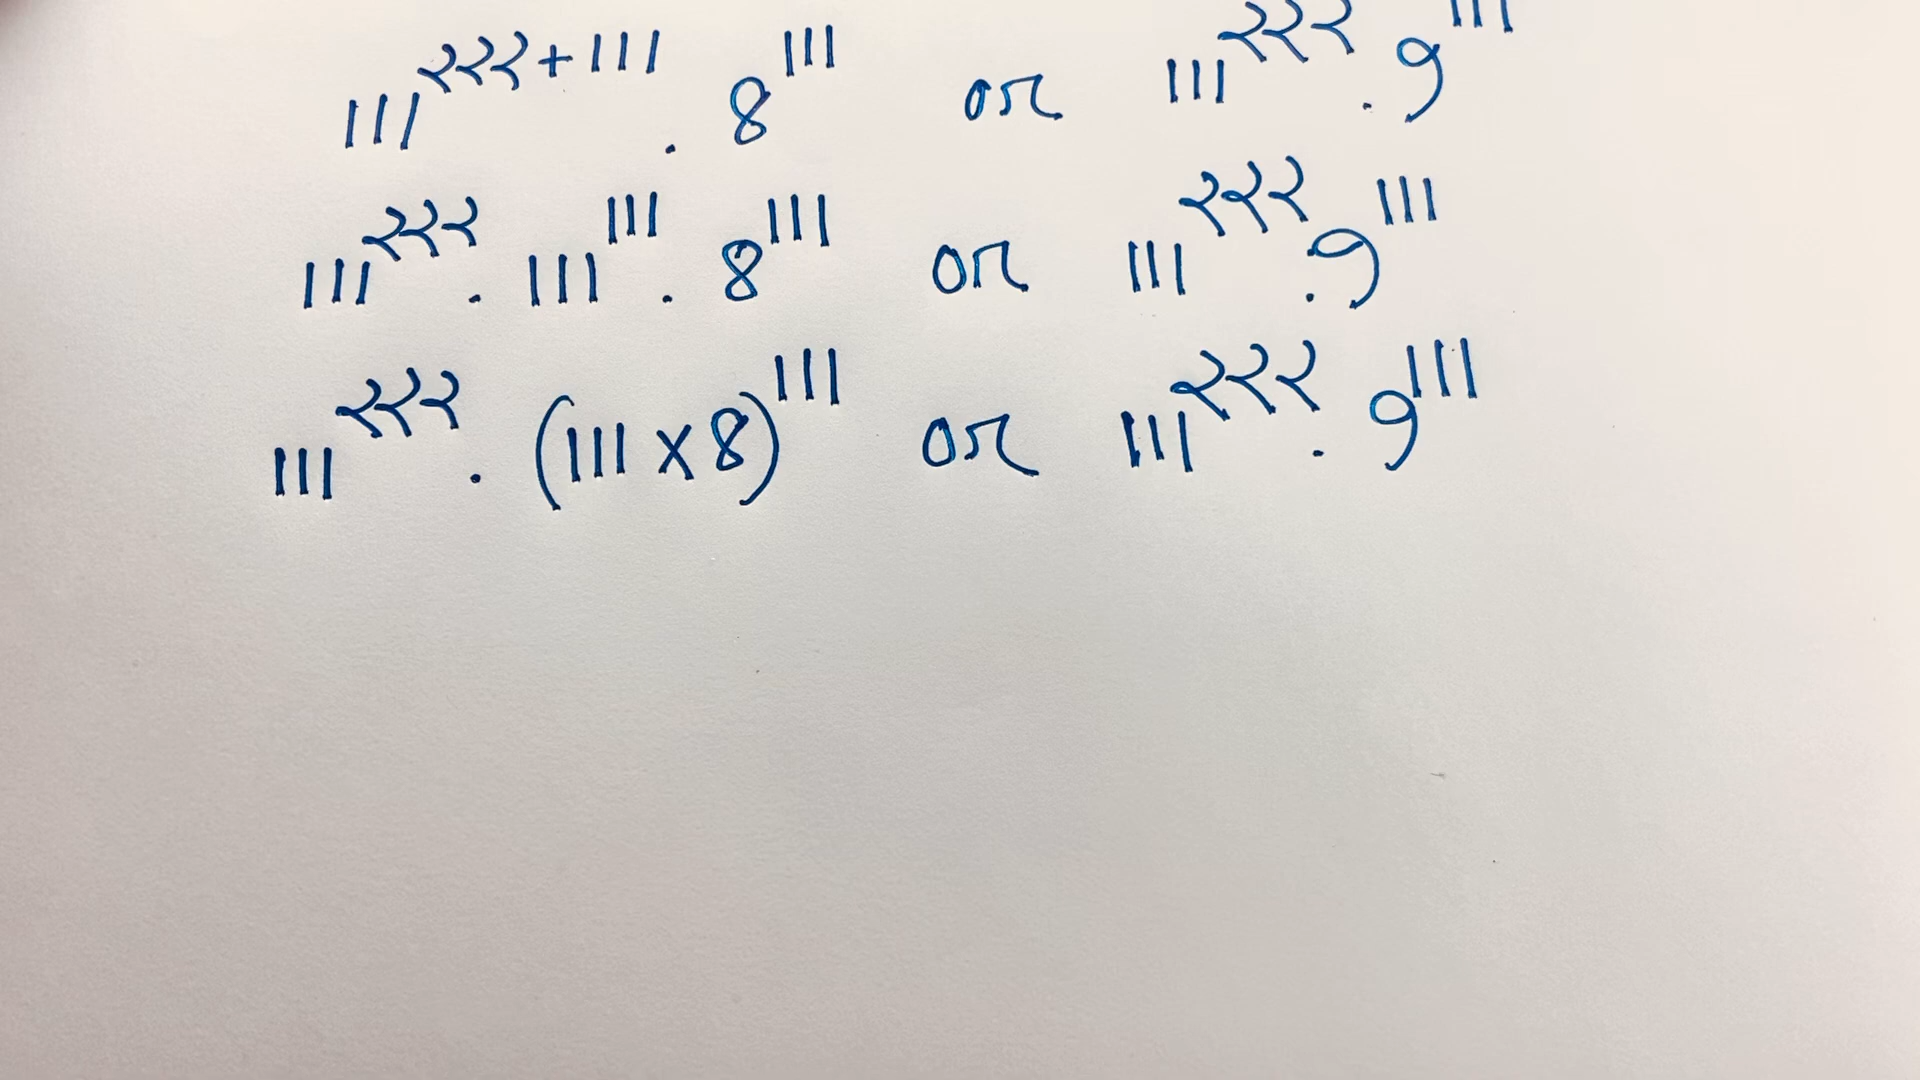 111^222+111 . 8^111 or 111^222 . 9^111
111^222 . 111^111 . 8^111 or 111^222 . 9^111
111^222 . (111 x 8)^111 or 111^222 . 9^111